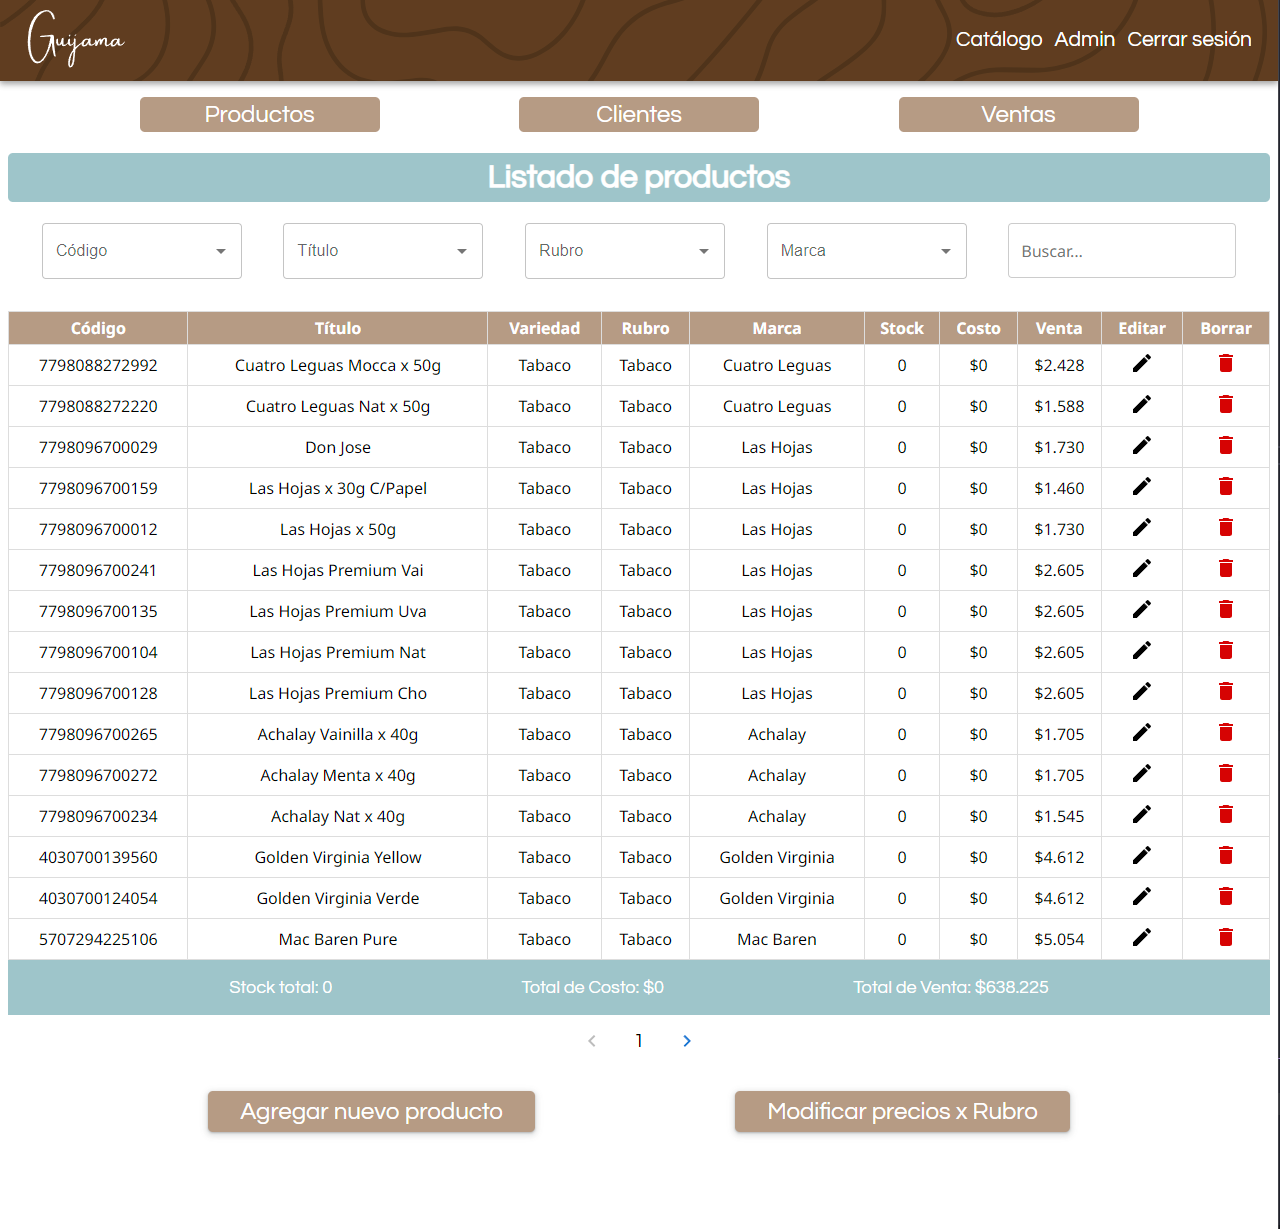 Guijama
Catálogo Admin Cerrar sesión
Productos Clientes Ventas
Listado de productos
Código Título Rubro Marca Buscar...
Código Título Variedad Rubro Marca Stock Costo Venta Editar Borrar
7798088272992 Cuatro Leguas Mocca x 50g Tabaco Tabaco Cuatro Leguas 0 $0 $2.428
7798088272220 Cuatro Leguas Nat x 50g Tabaco Tabaco Cuatro Leguas 0 $0 $1.588
7798096700029 Don Jose Tabaco Tabaco Las Hojas 0 $0 $1.730
7798096700159 Las Hojas x 30g C/Papel Tabaco Tabaco Las Hojas 0 $0 $1.460
7798096700012 Las Hojas x 50g Tabaco Tabaco Las Hojas 0 $0 $1.730
7798096700241 Las Hojas Premium Vai Tabaco Tabaco Las Hojas 0 $0 $2.605
7798096700135 Las Hojas Premium Uva Tabaco Tabaco Las Hojas 0 $0 $2.605
7798096700104 Las Hojas Premium Nat Tabaco Tabaco Las Hojas 0 $0 $2.605
7798096700128 Las Hojas Premium Cho Tabaco Tabaco Las Hojas 0 $0 $2.605
7798096700265 Achalay Vainilla x 40g Tabaco Tabaco Achalay 0 $0 $1.705
7798096700272 Achalay Menta x 40g Tabaco Tabaco Achalay 0 $0 $1.705
7798096700234 Achalay Nat x 40g Tabaco Tabaco Achalay 0 $0 $1.545
4030700139560 Golden Virginia Yellow Tabaco Tabaco Golden Virginia 0 $0 $4.612
4030700124054 Golden Virginia Verde Tabaco Tabaco Golden Virginia 0 $0 $4.612
5707294225106 Mac Baren Pure Tabaco Tabaco Mac Baren 0 $0 $5.054
Stock total: 0 Total de Costo: $0 Total de Venta: $638.225
1
Agregar nuevo producto Modificar precios x Rubro